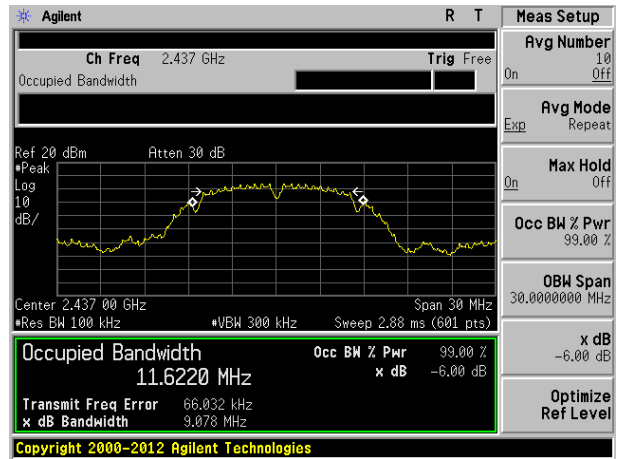 Agilent R T Meas Setup
Ch Freq 2.437 GHz Trig Free
Occupied Bandwidth
Avg Number
10
On Off
Avg Mode
Exp Repeat
Ref 20 dBm Atten 30 dB
#Peak
Log
10
dB/
Max Hold
On Off
Occ BW % Pwr
99.00 %
OBW Span
30.0000000 MHz
Center 2.437 00 GHz Span 30 MHz
#Res BW 100 kHz #VBW 300 kHz Sweep 2.88 ms (601 pts)
x dB
-6.00 dB
Occupied Bandwidth Occ BW % Pwr 99.00 %
11.6220 MHz x dB -6.00 dB
Transmit Freq Error 66.032 kHz
x dB Bandwidth 9.078 MHz
Optimize
Ref Level
Copyright 2000-2012 Agilent Technologies